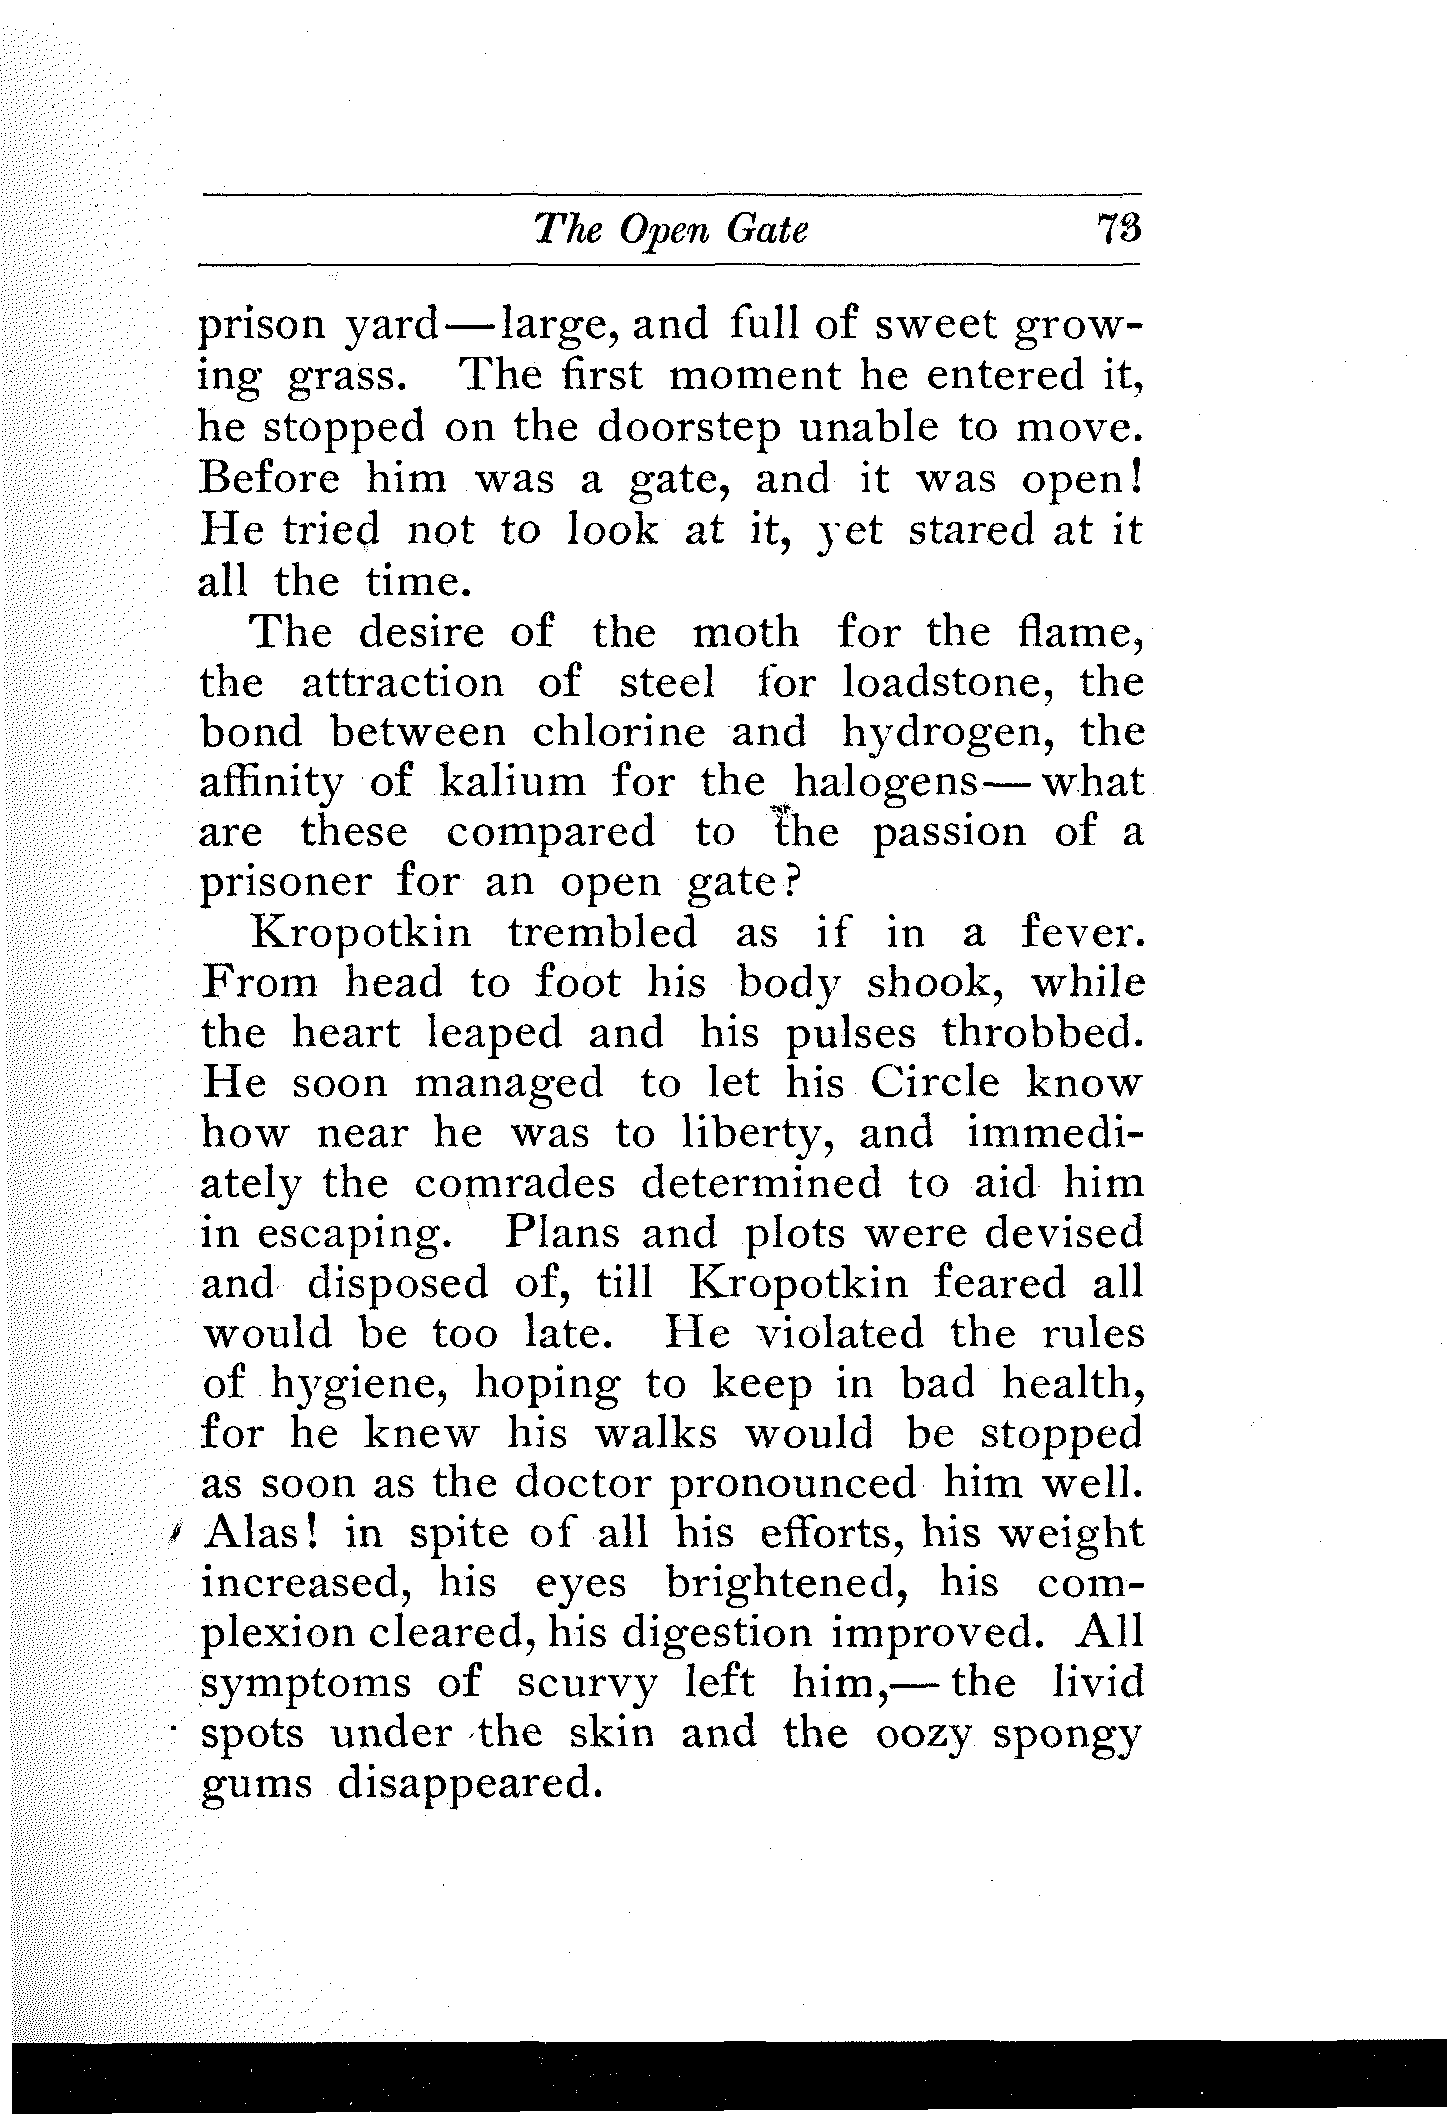 The Open Gate 73
prison yard—large, and full of sweet grow-
ing grass. The first moment he entered it,
he stopped on the doorstep unable to move.
Before him was a gate, and it was open!
He tried not to look at it, yet stared at it
all the time.
The desire of the moth for the flame,
the attraction of steel for loadstone, the
bond between chlorine and hydrogen, the
affinity of kalium for the halogens—what
are these compared to the passion of a
prisoner for an open gate?
Kropotkin trembled as if in a fever.
From head to foot his body shook, while
the heart leaped and his pulses throbbed.
He soon managed to let his Circle know
how near he was to liberty, and immedi-
ately the comrades determined to aid him
in escaping. Plans and plots were devised
and disposed of, till Kropotkin feared all
would be too late. He violated the rules
of hygiene, hoping to keep in bad health,
for he knew his walks would be stopped
as soon as the doctor pronounced him well.
Alas! in spite of all his efforts, his weight
increased, his eyes brightened, his com-
plexion cleared, his digestion improved. All
symptoms of scurvy left him,—the livid
spots under the skin and the oozy spongy
gums disappeared.